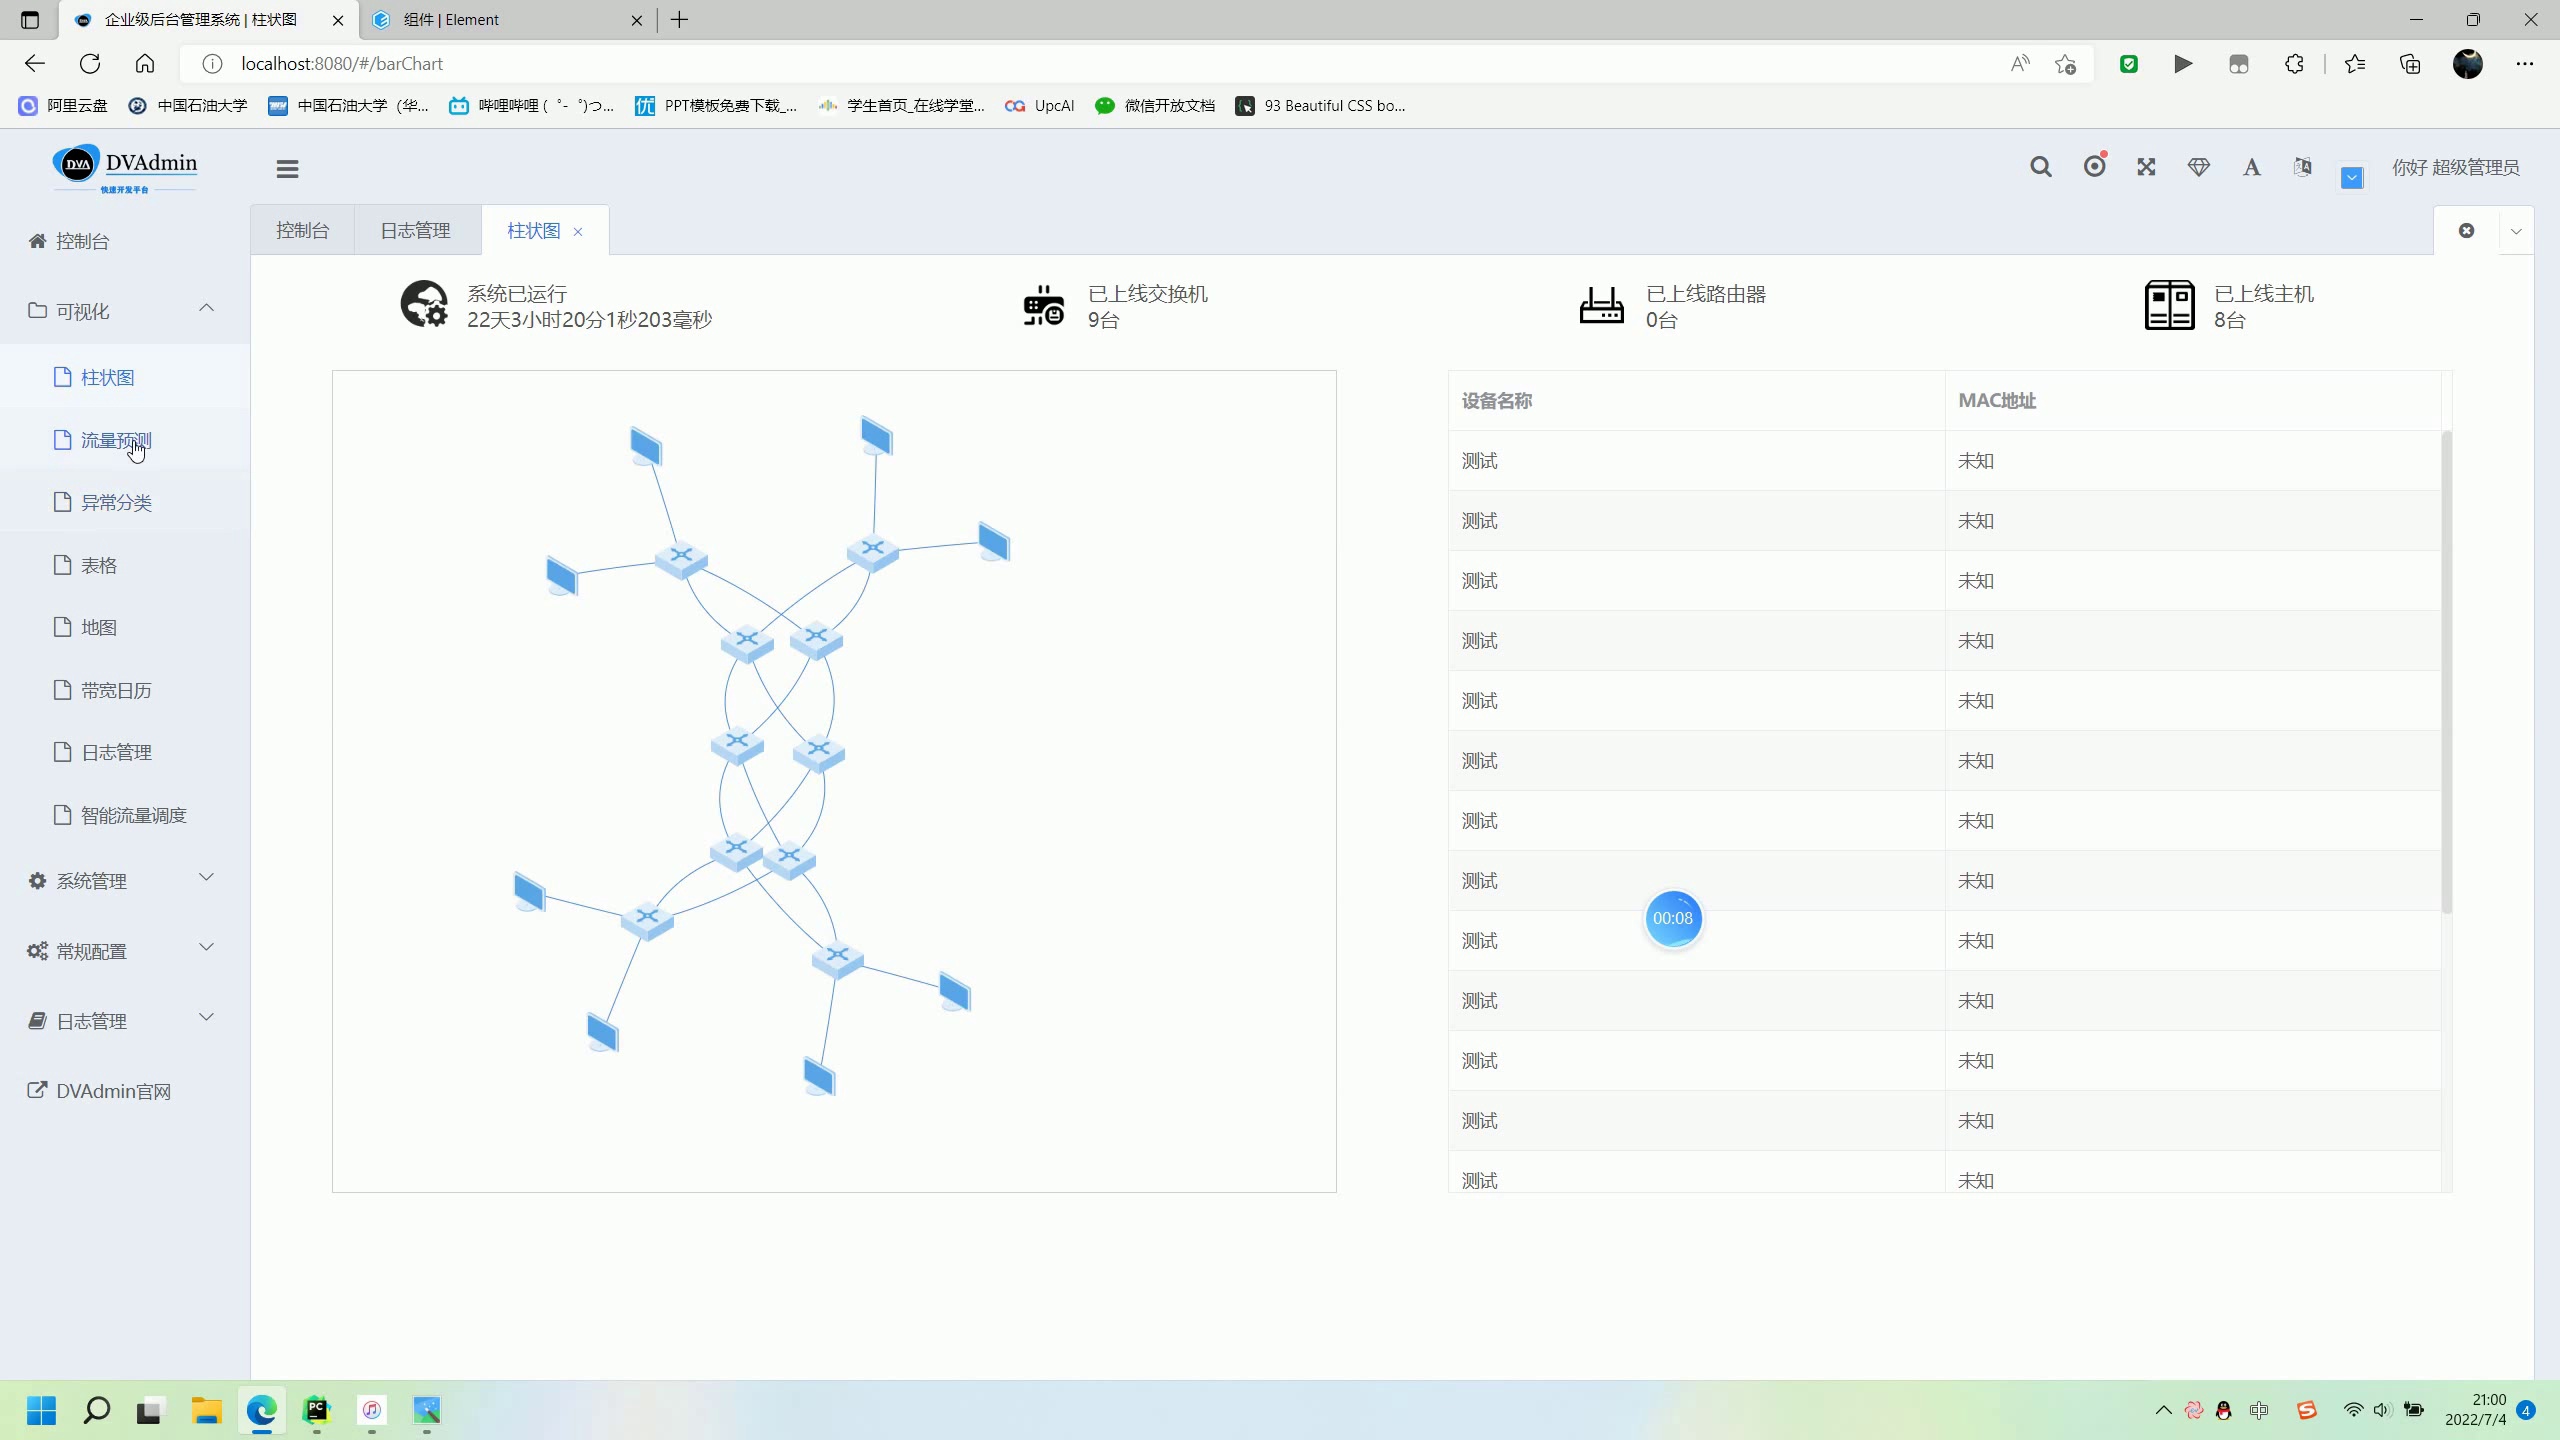 企业级后台管理系统 | 柱状图
组件 | Element
localhost:8080/#/barChart
阿里云盘
中国石油大学
中国石油大学（华...
哔哩哔哩 ( ゜- ゜)つ...
PPT模板免费下载_...
学生首页_在线学堂...
UpcAI
微信开放文档
93 Beautiful CSS bo...
DVA
DVAdmin
快速开发平台
你好 超级管理员
控制台
日志管理
柱状图
控制台
可视化
柱状图
流量预测
异常分类
表格
地图
带宽日历
日志管理
智能流量调度
系统管理
常规配置
日志管理
DVAdmin官网
系统已运行
22天3小时20分1秒203毫秒
已上线交换机
9台
已上线路由器
0台
已上线主机
8台
设备名称 MAC地址
测试 未知
测试 未知
测试 未知
测试 未知
测试 未知
测试 未知
测试 未知
测试 未知
测试 未知
测试 未知
测试 未知
测试 未知
测试 未知
00:08
PC
中
21:00
2022/7/4
4